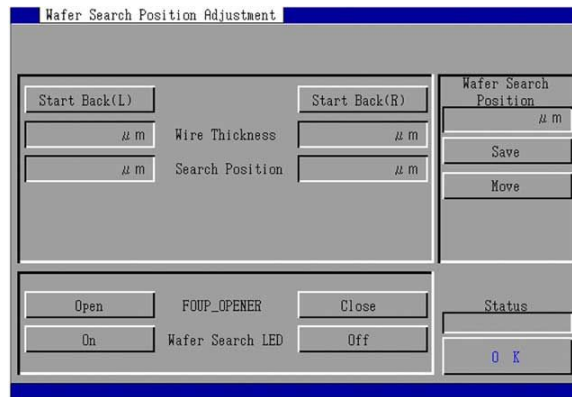 Wafer Search Position Adjustment
Start Back(L)
Start Back(R)
μm
Wire Thickness
μm
μm
Search Position
μm
Wafer Search
Position
μm
Save
Move
Open
FOUP_OPENER
Close
On
Wafer Search LED
Off
Status
O K